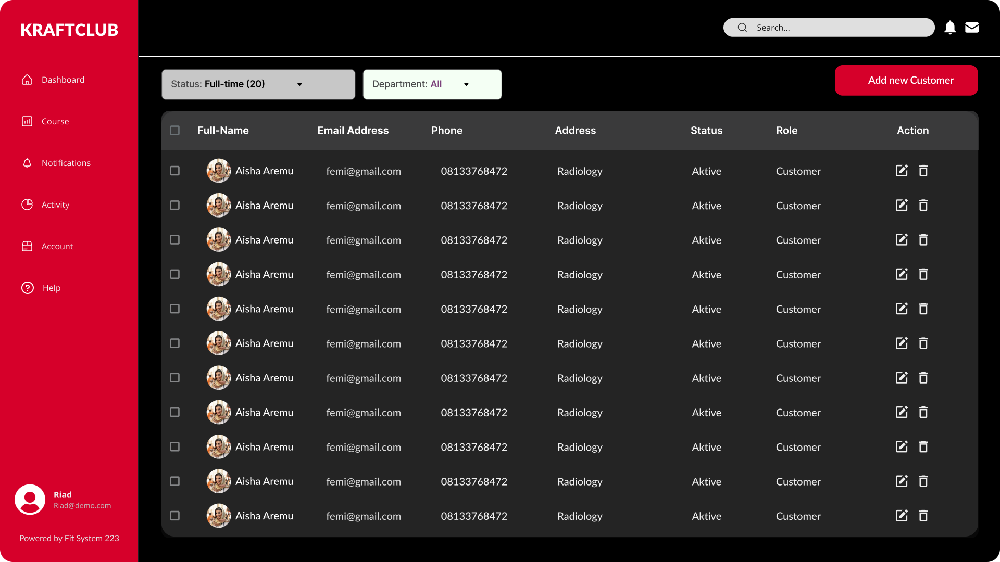 KRAFTCLUB
Search...
Dashboard
Course
Notifications
Activity
Account
Help
Riad
Riad@demo.com
Powered by Fit System 223
Status: Full-time (20)
Department: All
Add new Customer
Full-Name Email Address Phone Address Status Role Action
Aisha Aremu femi@gmail.com 08133768472 Radiology Aktive Customer
Aisha Aremu femi@gmail.com 08133768472 Radiology Aktive Customer
Aisha Aremu femi@gmail.com 08133768472 Radiology Aktive Customer
Aisha Aremu femi@gmail.com 08133768472 Radiology Aktive Customer
Aisha Aremu femi@gmail.com 08133768472 Radiology Aktive Customer
Aisha Aremu femi@gmail.com 08133768472 Radiology Aktive Customer
Aisha Aremu femi@gmail.com 08133768472 Radiology Aktive Customer
Aisha Aremu femi@gmail.com 08133768472 Radiology Aktive Customer
Aisha Aremu femi@gmail.com 08133768472 Radiology Aktive Customer
Aisha Aremu femi@gmail.com 08133768472 Radiology Aktive Customer
Aisha Aremu femi@gmail.com 08133768472 Radiology Aktive Customer